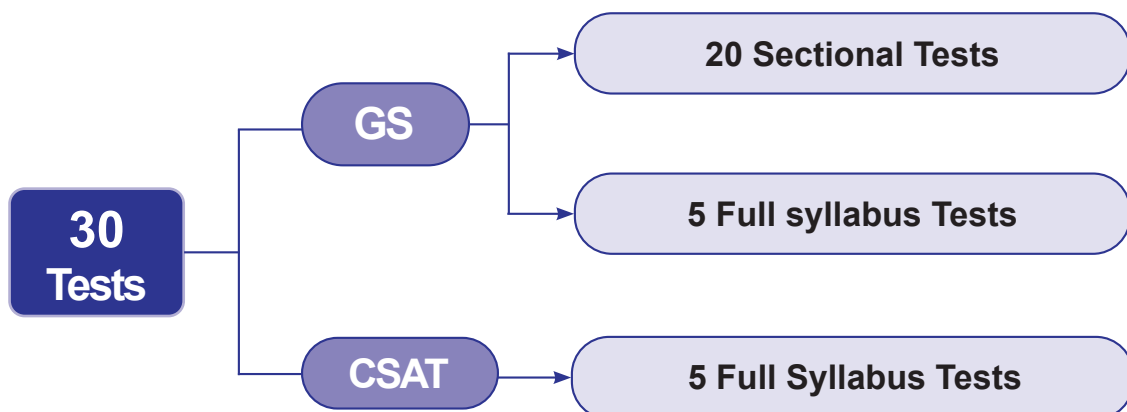 20 Sectional Tests
GS
5 Full syllabus Tests
30
Tests
CSAT
5 Full Syllabus Tests